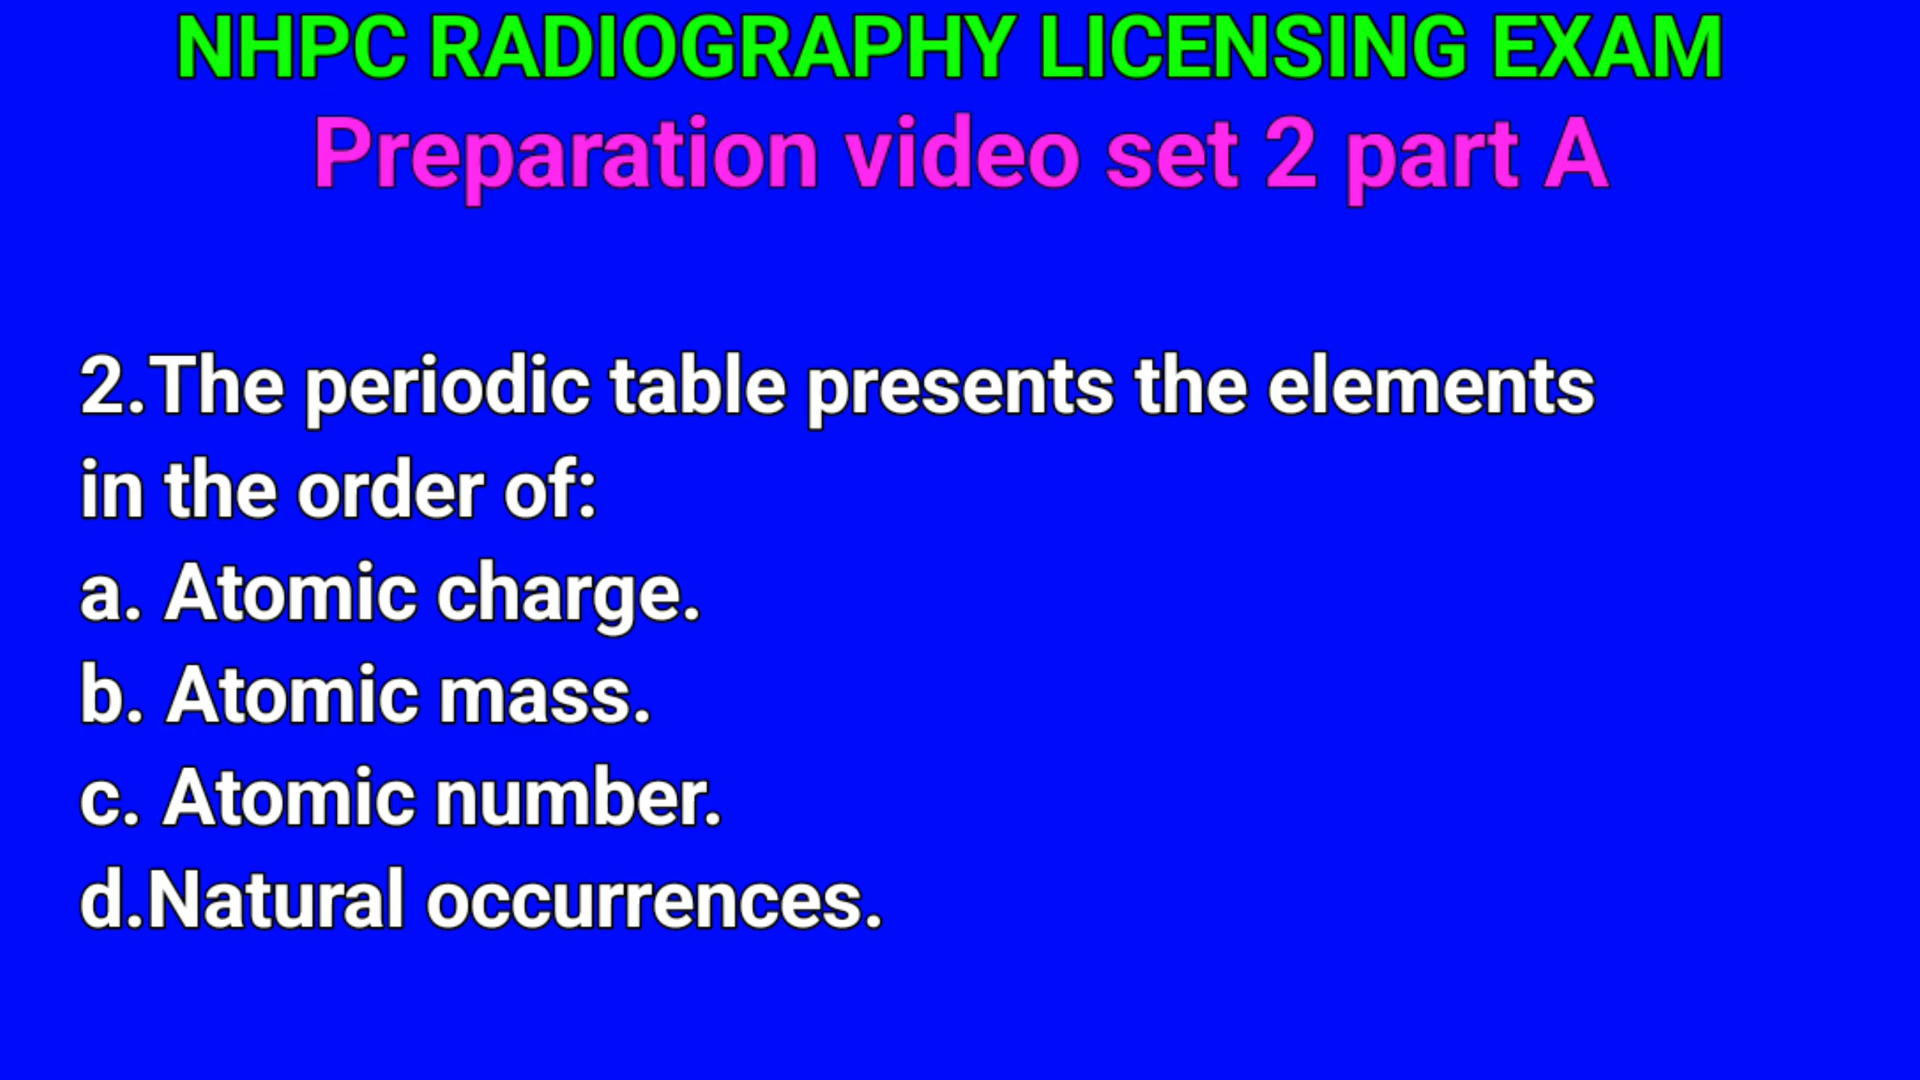 NHPC RADIOGRAPHY LICENSING EXAM
Preparation video set 2 part A
2.The periodic table presents the elements
in the order of:
a. Atomic charge.
b. Atomic mass.
c. Atomic number.
d.Natural occurrences.